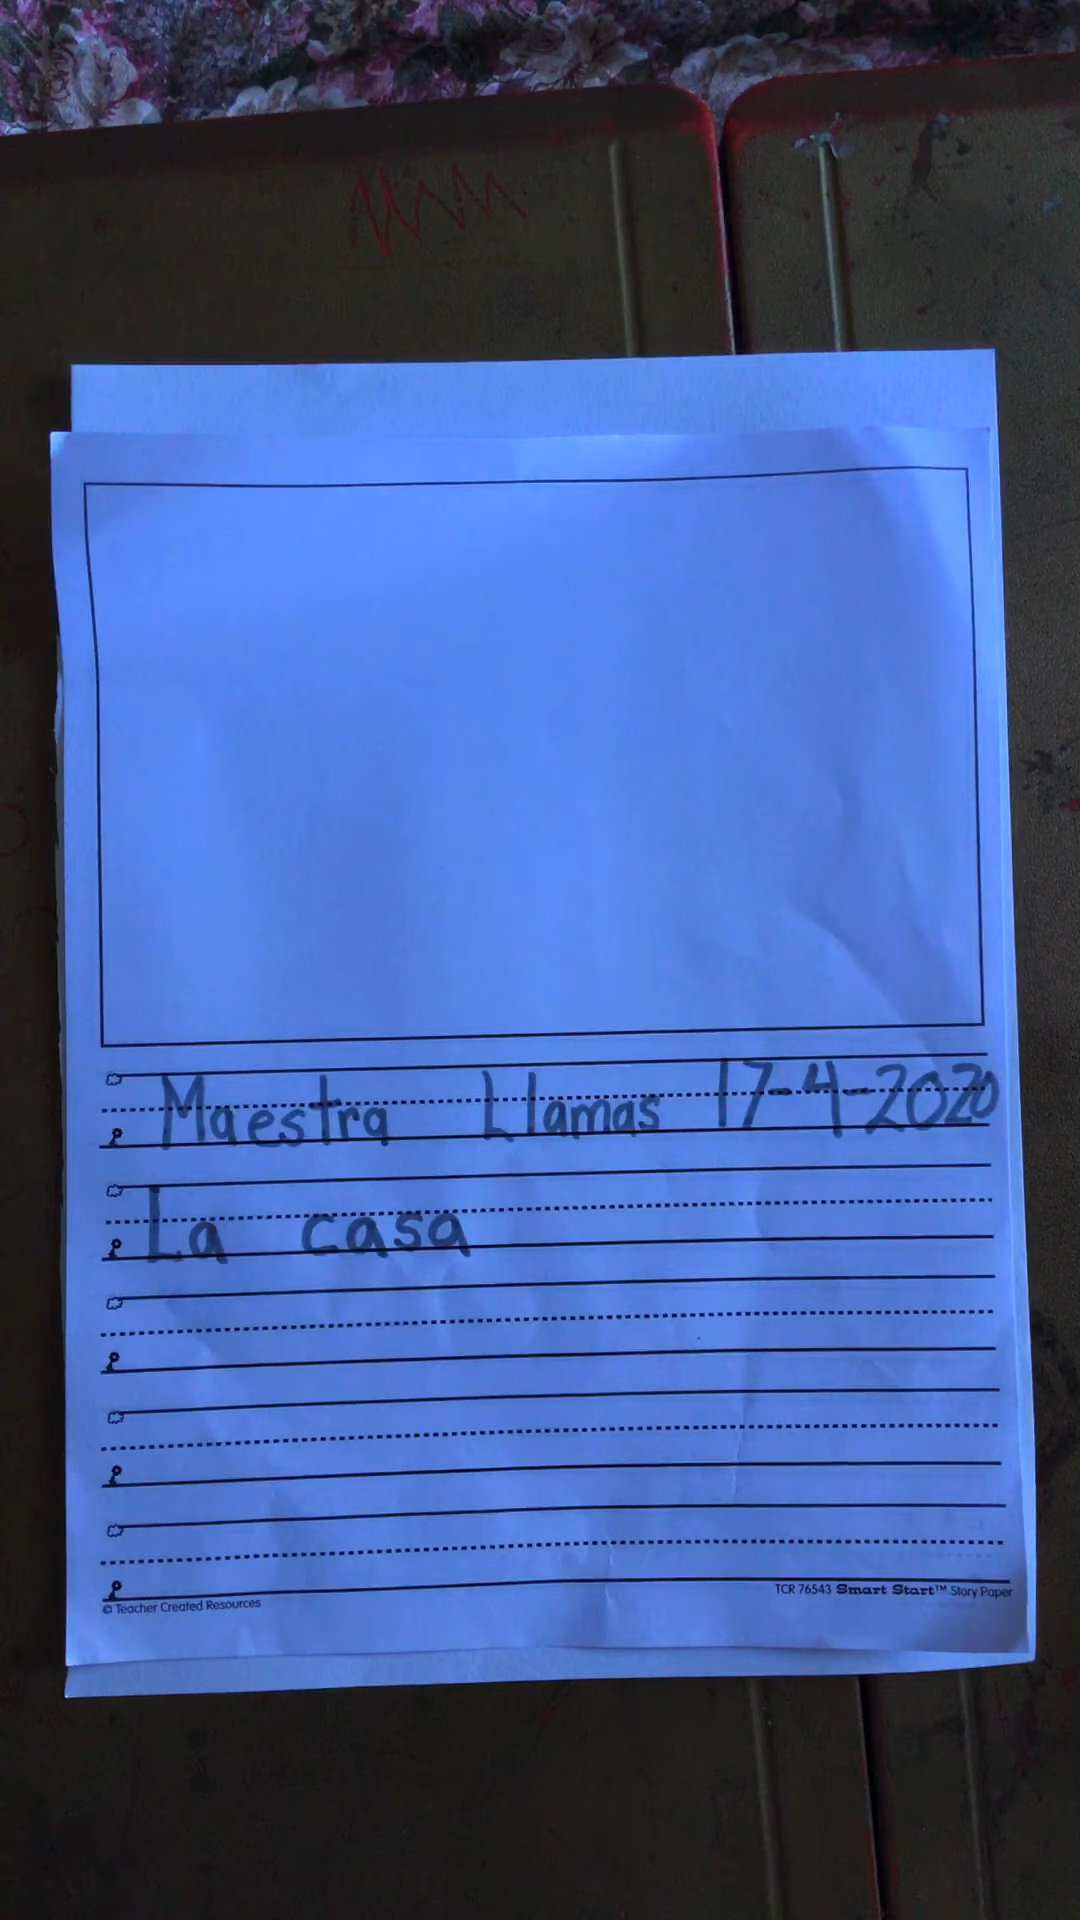 Maestra Llamas 17-4-2020
La casa
TCR 76543 Smart Start™ Story Paper
© Teacher Created Resources